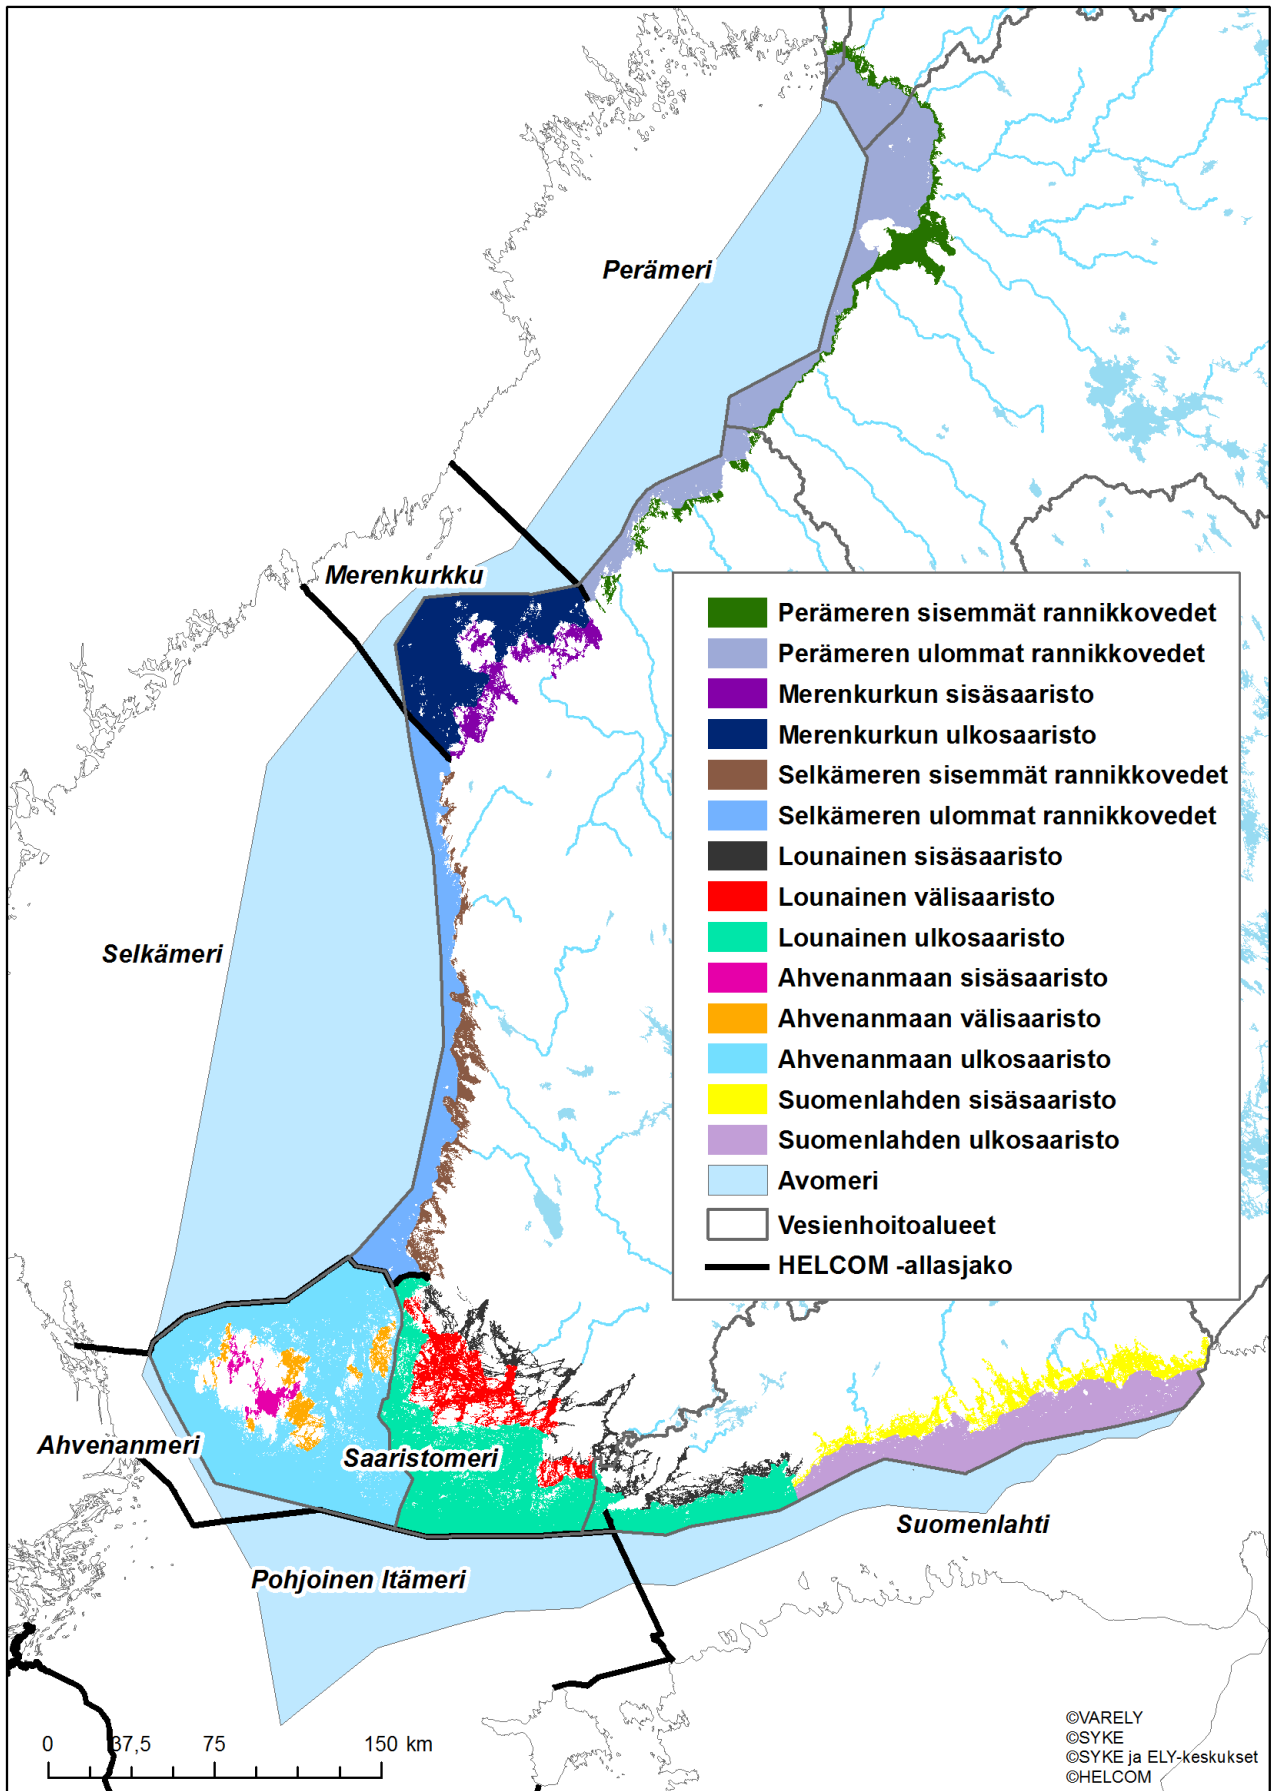 Perämeri
Merenkurkku
Perämeren sisemmät rannikkovedet
Perämeren ulommat rannikkovedet
Merenkurkun sisäsaaristo
Merenkurkun ulkosaaristo
Selkämeren sisemmät rannikkovedet
Selkämeren ulommat rannikkovedet
Lounainen sisäsaaristo
Lounainen välisaaristo
Lounainen ulkosaaristo
Ahvenanmaan sisäsaaristo
Ahvenanmaan välisaaristo
Ahvenanmaan ulkosaaristo
Suomenlahden sisäsaaristo
Suomenlahden ulkosaaristo
Avomeri
Vesienhoitoalueet
HELCOM -allasjako
Selkämeri
Ahvenanmeri
Saaristomeri
Suomenlahti
Pohjoinen Itämeri
0 37,5 75 150 km
©VARELY
©SYKE
©SYKE ja ELY-keskukset
©HELCOM